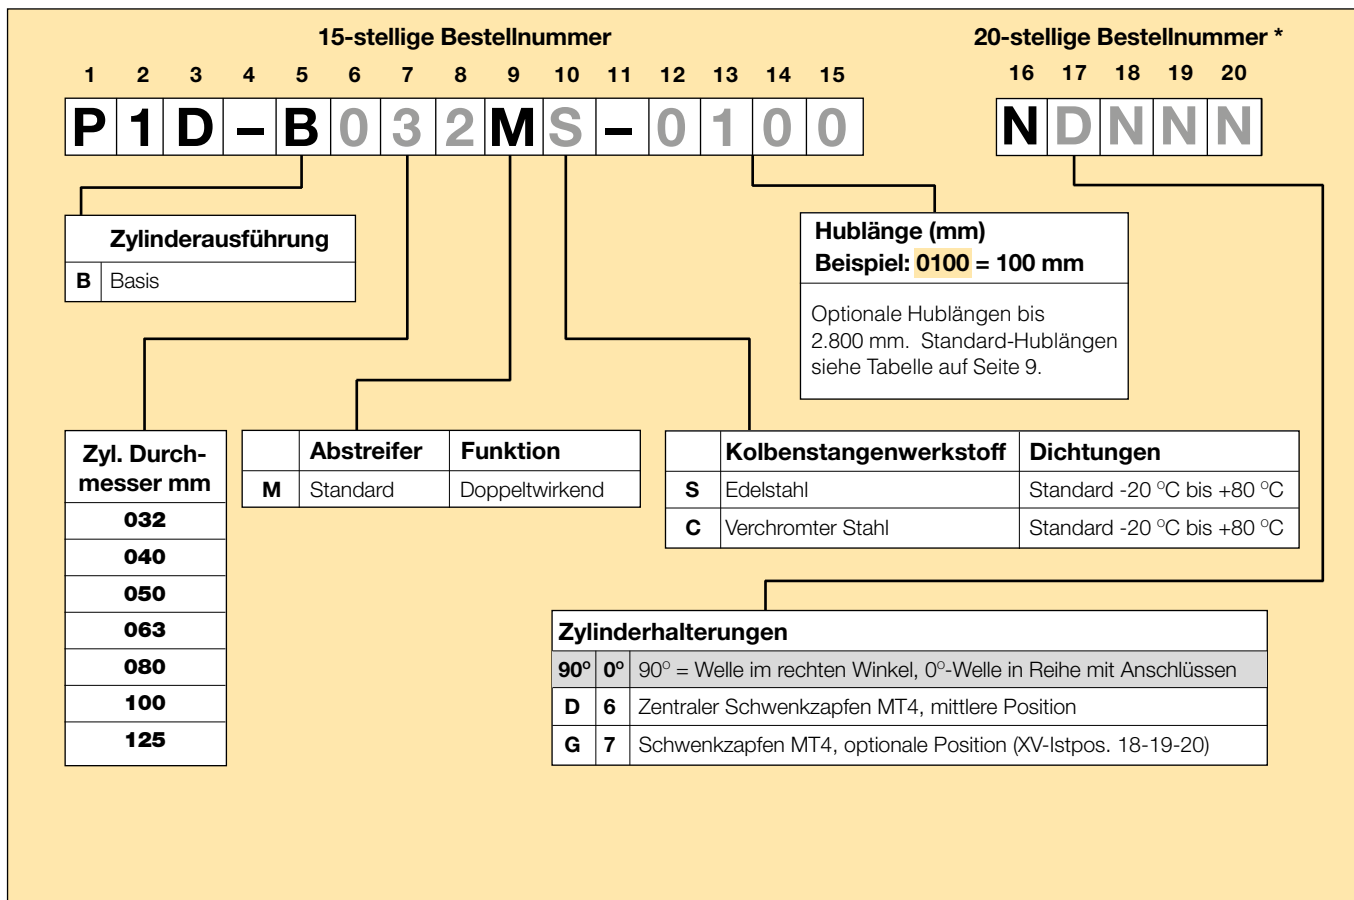 15-stellige Bestellnummer
20-stellige Bestellnummer *
1 2 3 4 5 6 7 8 9 10 11 12 13 14 15
16 17 18 19 20
P 1 D – B 0 3 2 M S – 0 1 0 0
N D N N N
Zylinderausführung
B Basis
Hublänge (mm)
Beispiel: 0100 = 100 mm
Optionale Hublängen bis
2.800 mm. Standard-Hublängen
siehe Tabelle auf Seite 9.
Zyl. Durch-
messer mm
032
040
050
063
080
100
125
Abstreifer Funktion
M Standard Doppeltwirkend
Kolbenstangenwerkstoff Dichtungen
S Edelstahl Standard -20 °C bis +80 °C
C Verchromter Stahl Standard -20 °C bis +80 °C
Zylinderhalterungen
90° 0° 90° = Welle im rechten Winkel, 0°-Welle in Reihe mit Anschlüssen
D 6 Zentraler Schwenkzapfen MT4, mittlere Position
G 7 Schwenkzapfen MT4, optionale Position (XV-Istpos. 18-19-20)